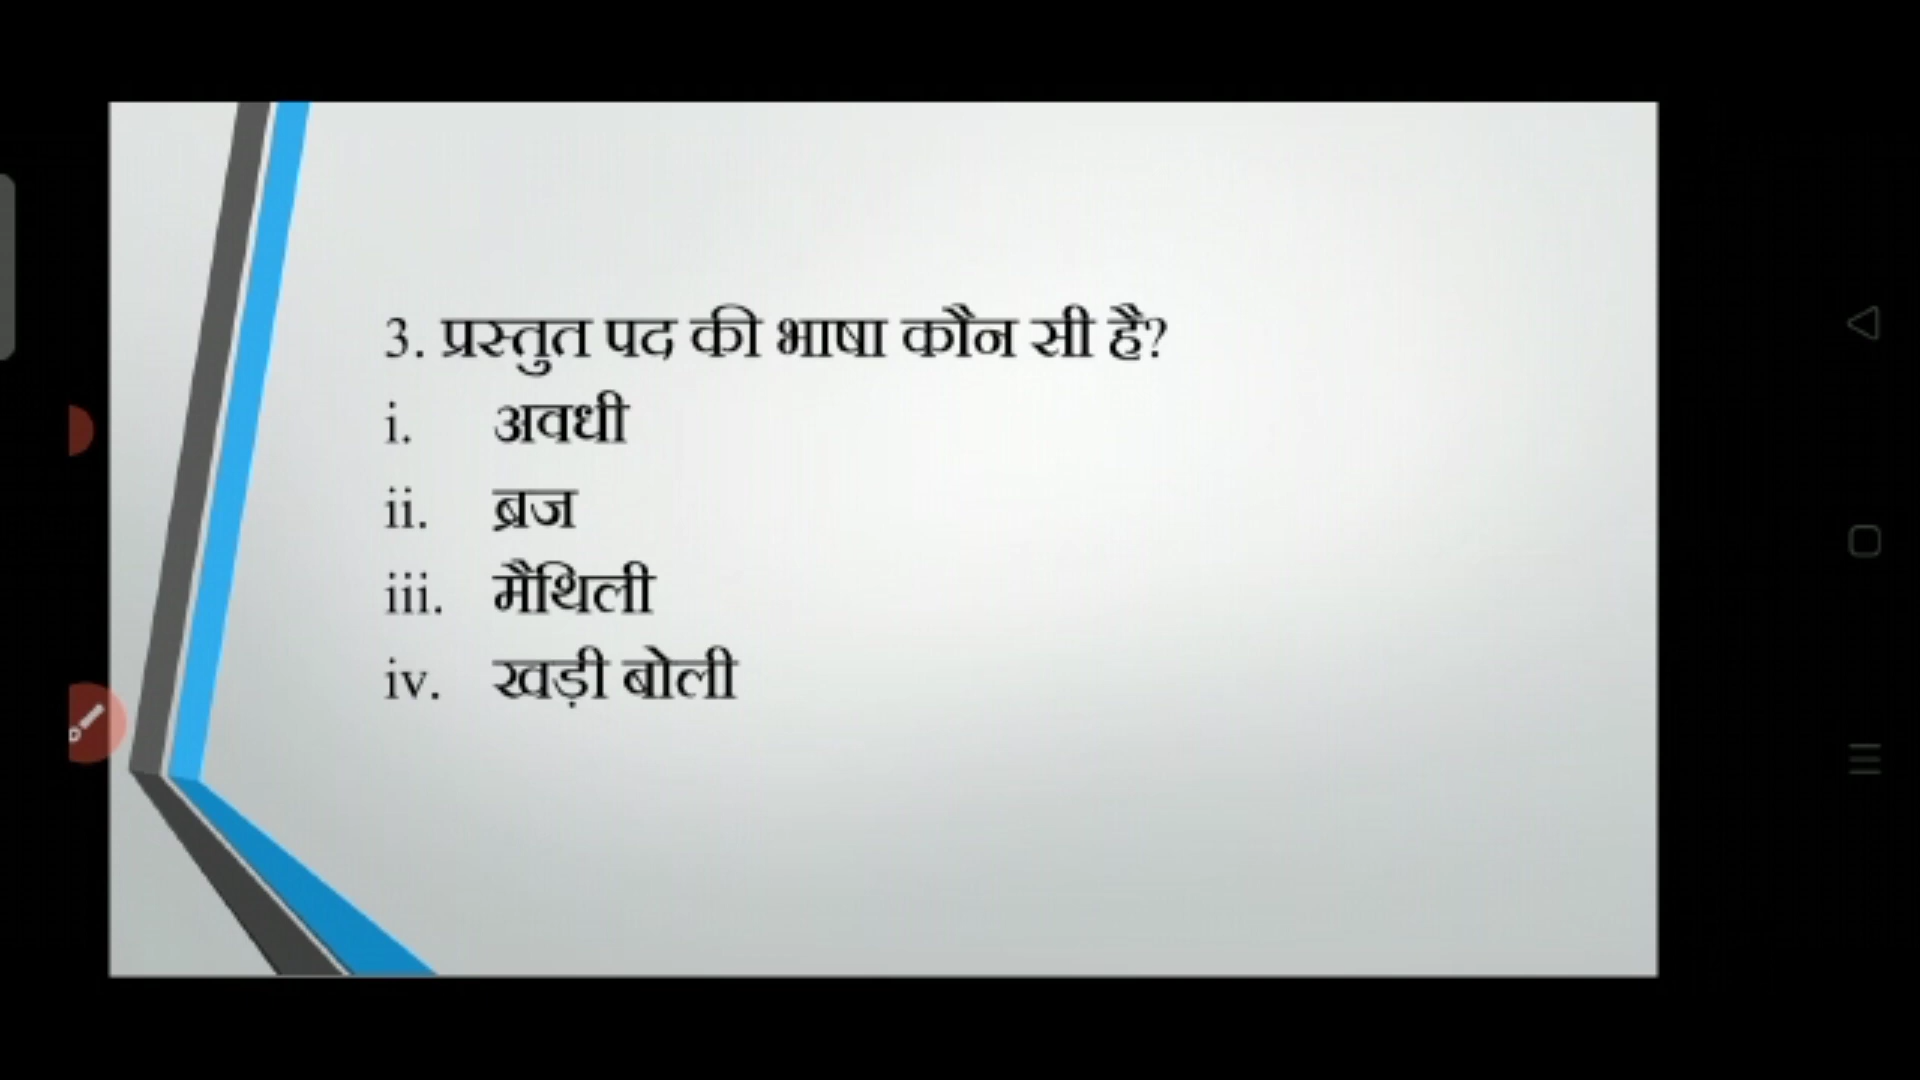 3. प्रस्तुत पद की भाषा कौन सी है?
i. अवधी
ii. ब्रज
iii. मैथिली
iv. खड़ी बोली